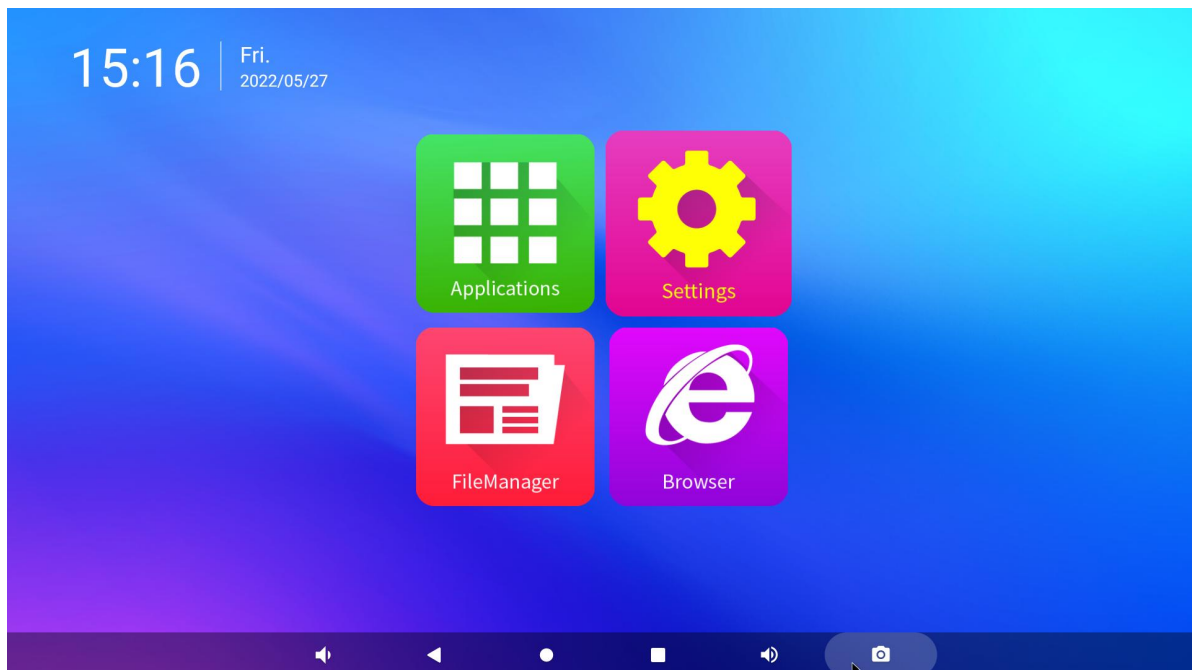 15:16
Fri.
2022/05/27
Applications
Settings
FileManager
Browser